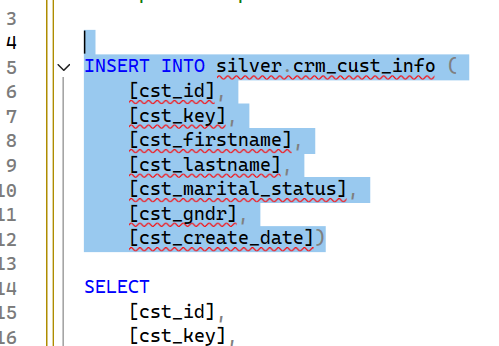 3
4
5 INSERT INTO silver.crm_cust_info (
6 [cst_id],
7 [cst_key],
8 [cst_firstname],
9 [cst_lastname],
10 [cst_marital_status],
11 [cst_gndr],
12 [cst_create_date])
13
14 SELECT
15 [cst_id],
16 [cst_key],